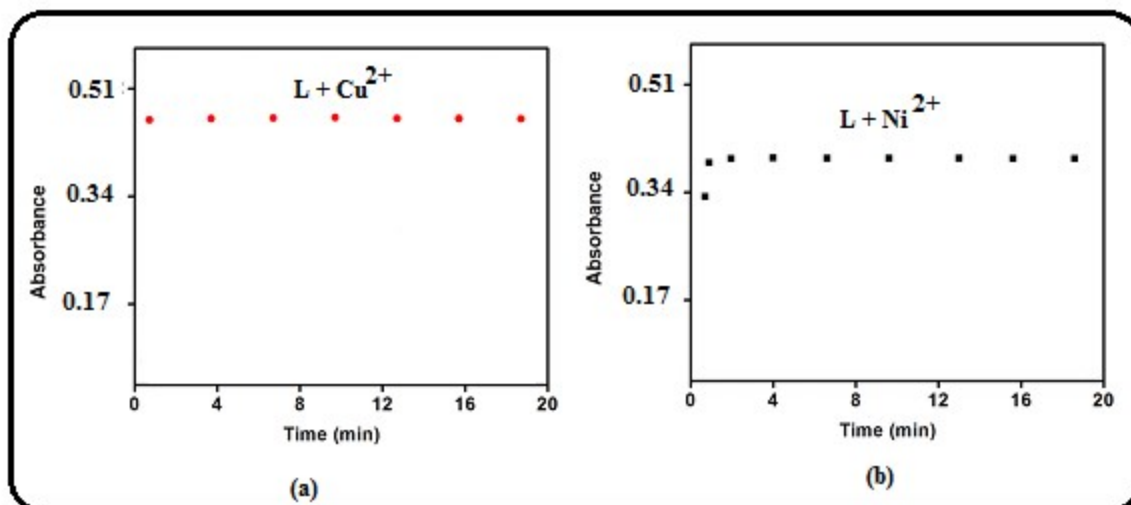 L + Cu2+
0.51
0.34
0.17
Absorbance
0 4 8 12 16 20
Time (min)
(a)
L + Ni2+
0.51
0.34
0.17
Absorbance
0 4 8 12 16 20
Time (min)
(b)